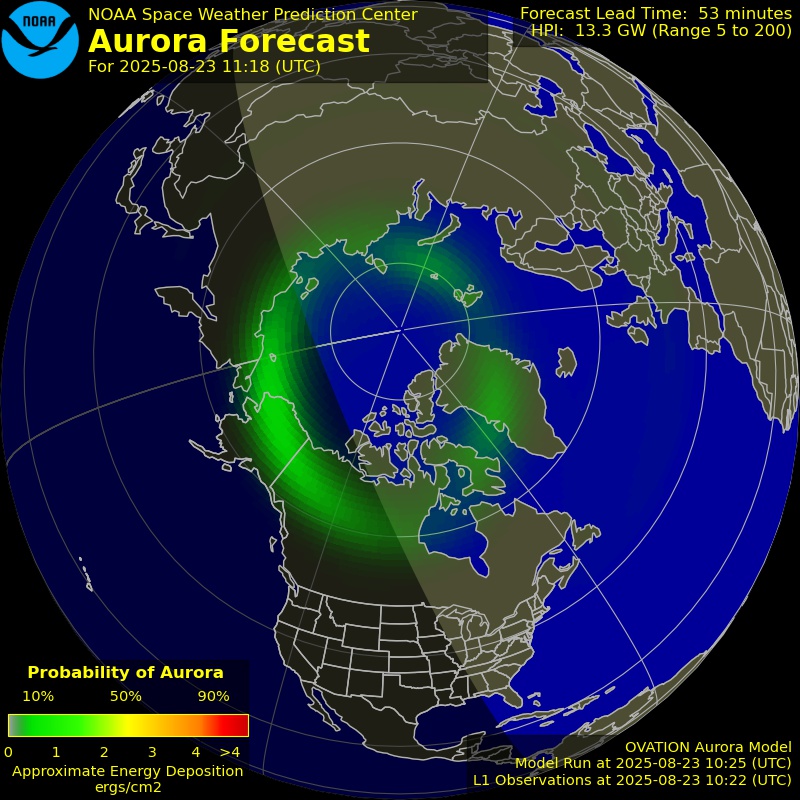 NOAA
NOAA Space Weather Prediction Center
Aurora Forecast
For 2025-08-23 11:18 (UTC)
Forecast Lead Time: 53 minutes
HPI: 13.3 GW (Range 5 to 200)
Probability of Aurora
10% 50% 90%
0 1 2 3 4 >4
Approximate Energy Deposition
ergs/cm2
OVATION Aurora Model
Model Run at 2025-08-23 10:25 (UTC)
L1 Observations at 2025-08-23 10:22 (UTC)